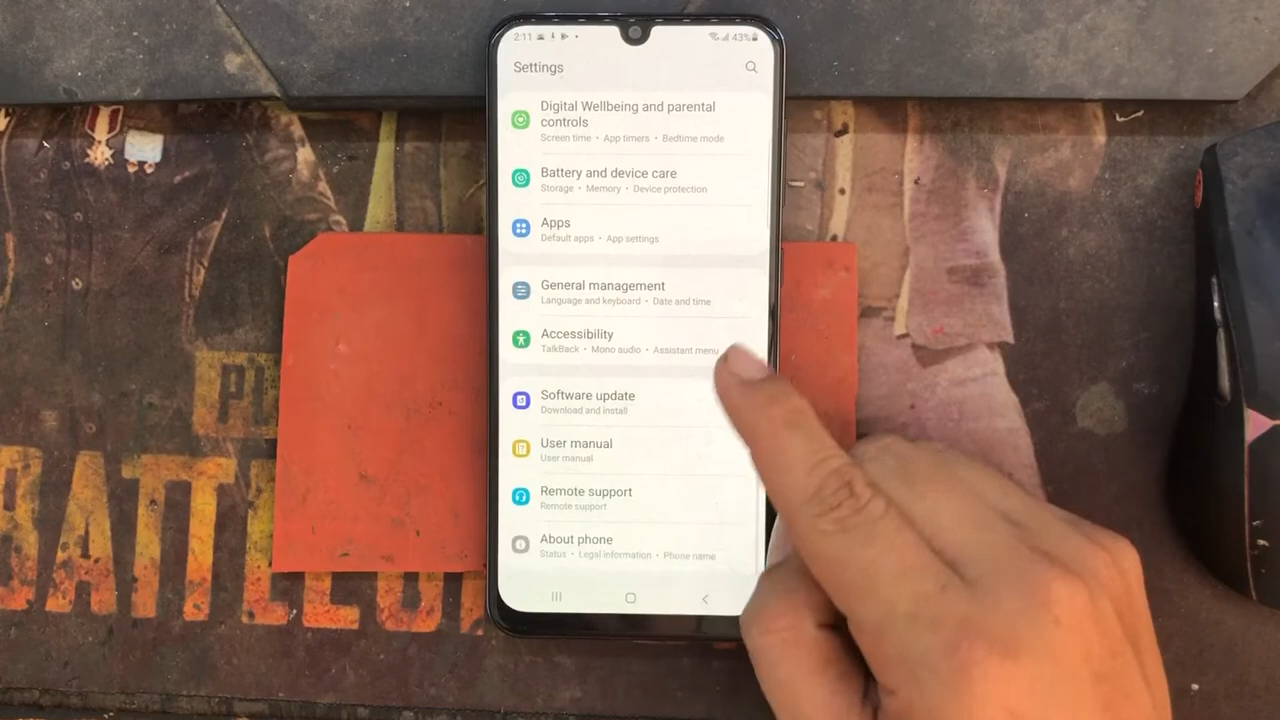 2:11
43%
Settings
Digital Wellbeing and parental
controls
Screen time • App timers • Bedtime mode
Battery and device care
Storage • Memory • Device protection
Apps
Default apps • App settings
General management
Language and keyboard • Date and time
Accessibility
TalkBack • Mono audio • Assistant menu
Software update
Download and install
User manual
User manual
Remote support
Remote support
About phone
Status • Legal information • Phone name
PL
BATTLEG